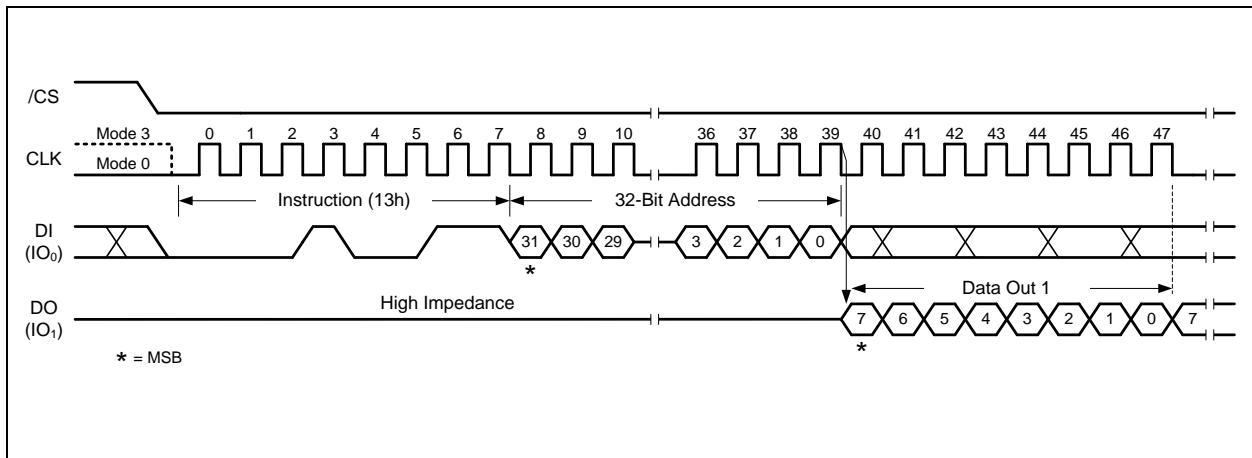 /CS
Mode 3 0 1 2 3 4 5 6 7 8 9 10 36 37 38 39 40 41 42 43 44 45 46 47
CLK
Mode 0
Instruction (13h) 32-Bit Address
DI
(IO₀)
31 30 29 3 2 1 0
*
High Impedance
Data Out 1
DO
(IO₁)
7 6 5 4 3 2 1 0 7
*
* = MSB